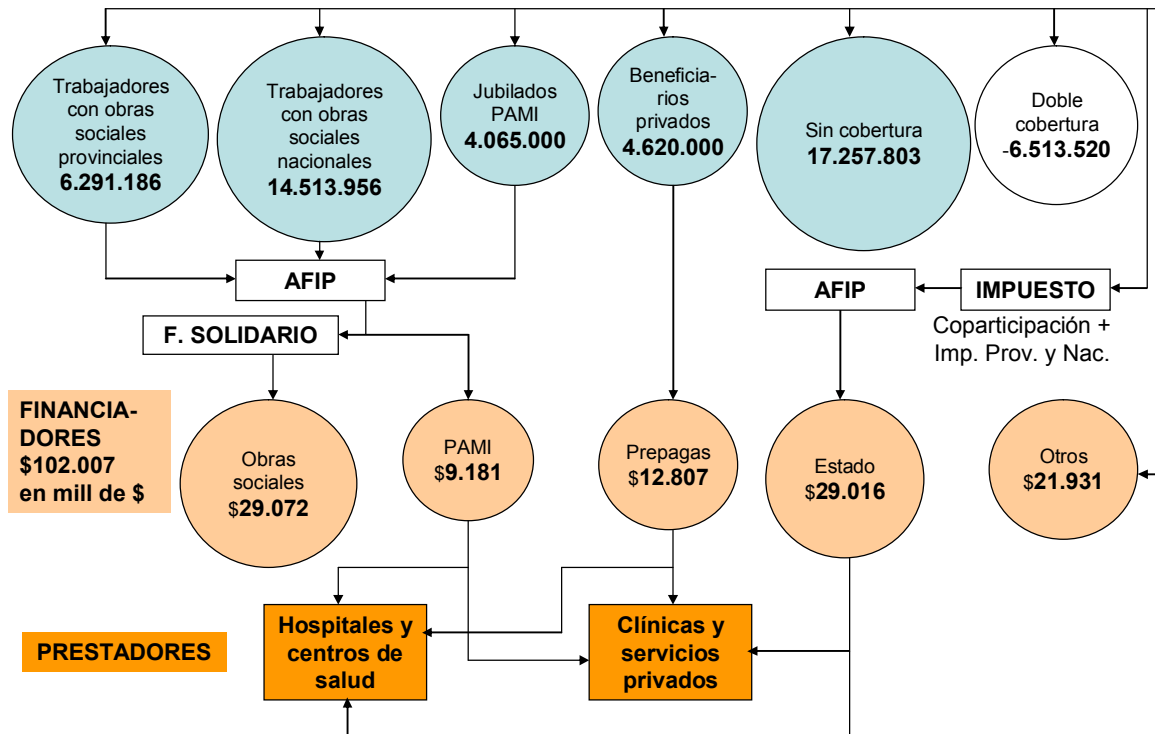 Trabajadores
con obras
sociales
provinciales
6.291.186
Trabajadores
con obras
sociales
nacionales
14.513.956
Jubilados
PAMI
4.065.000
Beneficia-
rios
privados
4.620.000
Sin cobertura
17.257.803
Doble
cobertura
-6.513.520
AFIP
AFIP
IMPUESTO
Coparticipación +
Imp. Prov. y Nac.
F. SOLIDARIO
FINANCIA-
DORES
$102.007
en mill de $
Obras
sociales
$29.072
PAMI
$9.181
Prepagas
$12.807
Estado
$29.016
Otros
$21.931
PRESTADORES
Hospitales y
centros de
salud
Clínicas y
servicios
privados